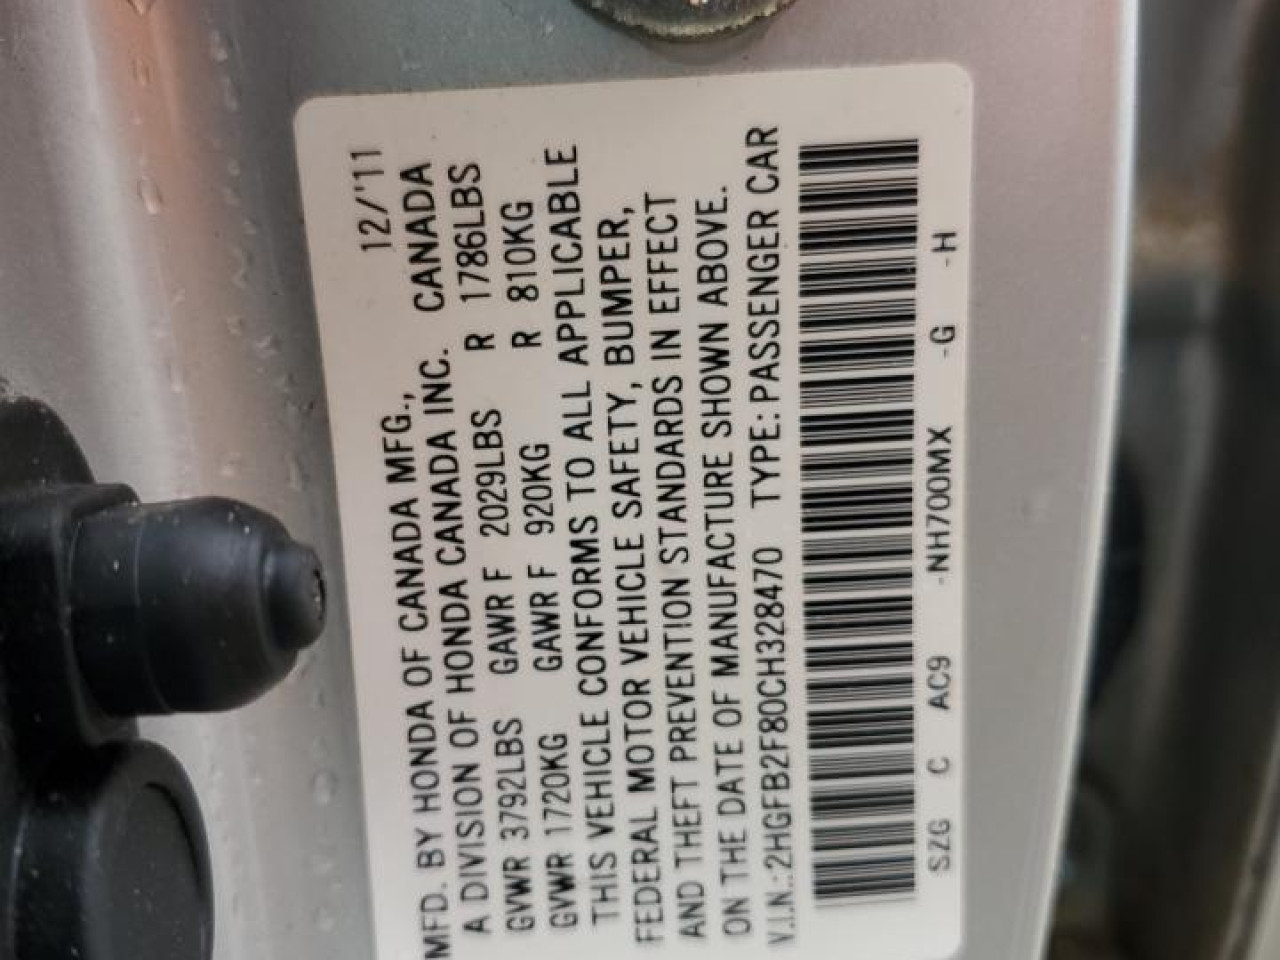 12/'11
MFD. BY HONDA OF CANADA MFG.,
A DIVISION OF HONDA CANADA INC. CANADA
GVWR 3792LBS GAWR F 2029LBS R 1786LBS
GVWR 1720KG GAWR F 920KG R 810KG
THIS VEHICLE CONFORMS TO ALL APPLICABLE
FEDERAL MOTOR VEHICLE SAFETY, BUMPER,
AND THEFT PREVENTION STANDARDS IN EFFECT
ON THE DATE OF MANUFACTURE SHOWN ABOVE.
V.I.N.:2HGFB2F80CH328470 TYPE:PASSENGER CAR
SZG C AC9 -NH700MX -G -H